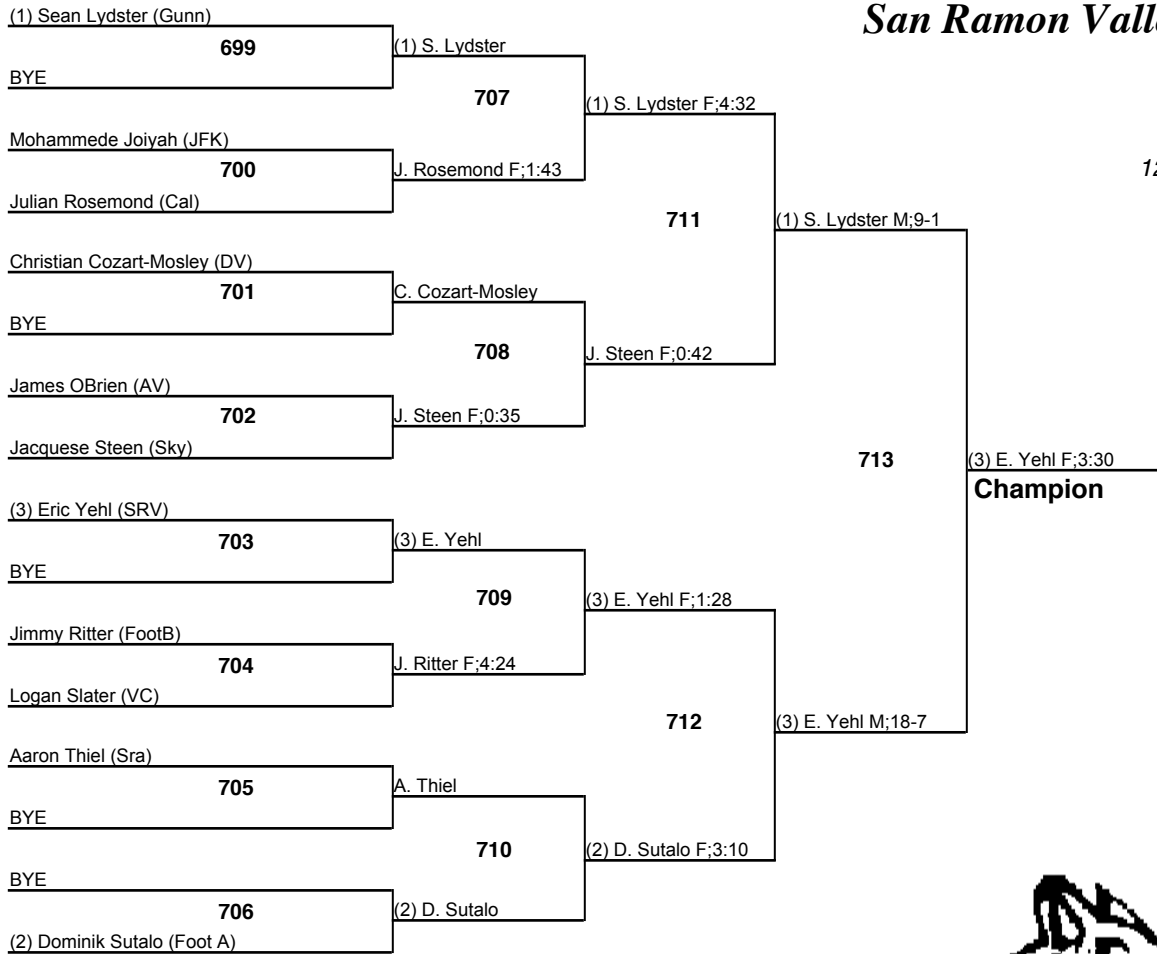 San Ramon Vall
(1) Sean Lydster (Gunn)
699
BYE
(1) S. Lydster
707
Mohammede Joiyah (JFK)
700
Julian Rosemond (Cal)
J. Rosemond F;1:43
(1) S. Lydster F;4:32
12
711
Christian Cozart-Mosley (DV)
701
BYE
C. Cozart-Mosley
708
James OBrien (AV)
702
Jacquese Steen (Sky)
J. Steen F;0:35
J. Steen F;0:42
(1) S. Lydster M;9-1
713
(3) E. Yehl F;3:30
Champion
(3) Eric Yehl (SRV)
703
BYE
(3) E. Yehl
709
Jimmy Ritter (FootB)
704
Logan Slater (VC)
J. Ritter F;4:24
(3) E. Yehl F;1:28
712
(3) E. Yehl M;18-7
Aaron Thiel (Sra)
705
BYE
A. Thiel
710
BYE
706
(2) Dominik Sutalo (Foot A)
(2) D. Sutalo
(2) D. Sutalo F;3:10